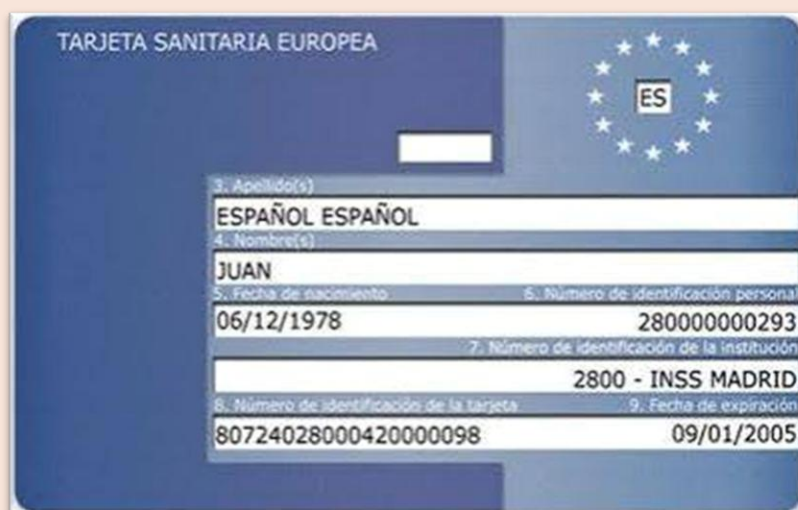 TARJETA SANITARIA EUROPEA
ES
3. Apellido(s)
ESPAÑOL ESPAÑOL
4. Nombre(s)
JUAN
5. Fecha de nacimiento 6. Número de identificación personal
06/12/1978 280000000293
7. Número de identificación de la institución
2800 - INSS MADRID
8. Número de identificación de la tarjeta 9. Fecha de expiración
80724028000420000098 09/01/2005